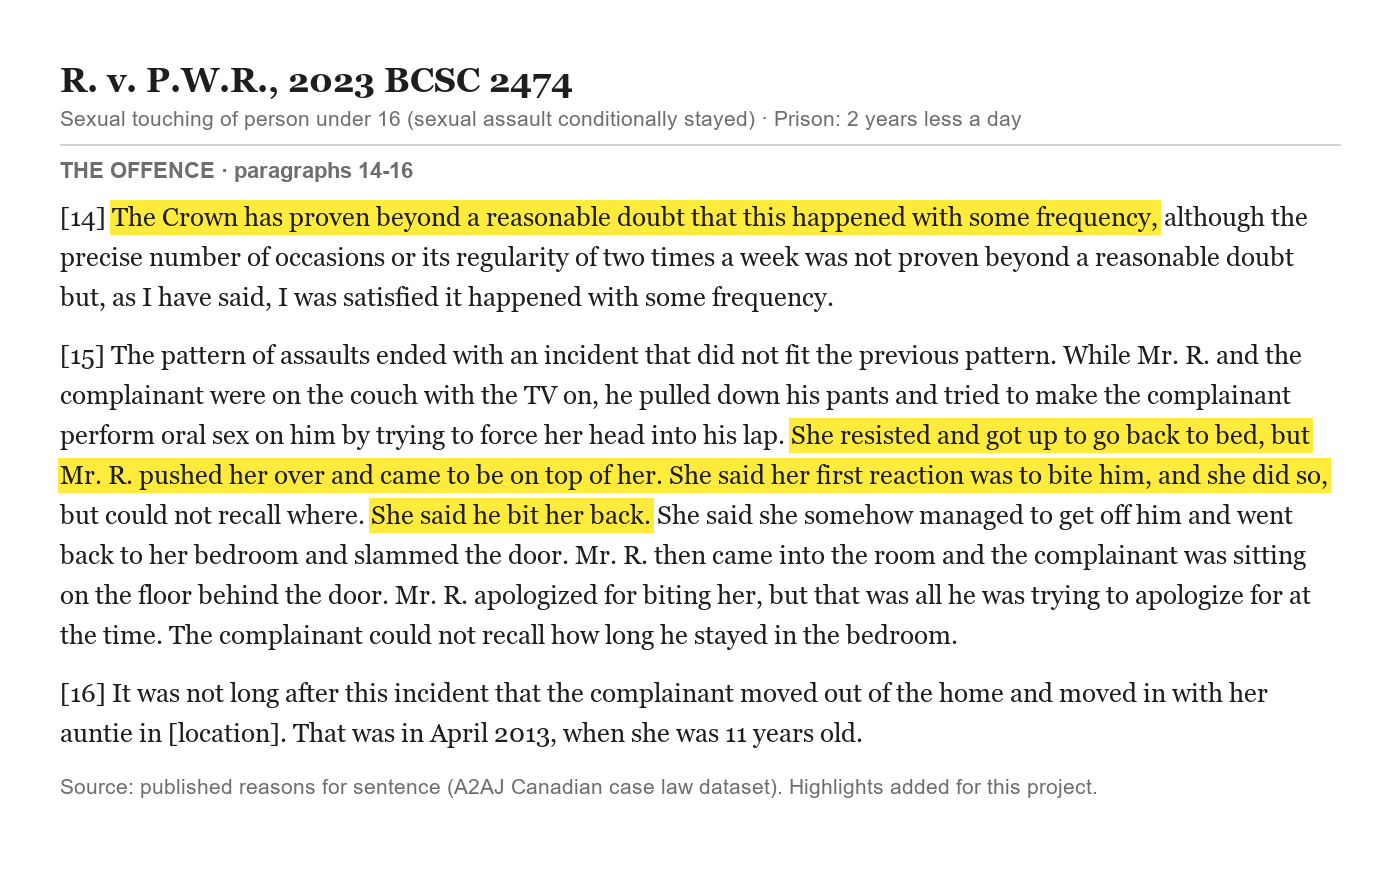 R. v. P.W.R., 2023 BCSC 2474
Sexual touching of person under 16 (sexual assault conditionally stayed) · Prison: 2 years less a day
THE OFFENCE · paragraphs 14-16
[14] The Crown has proven beyond a reasonable doubt that this happened with some frequency, although the
precise number of occasions or its regularity of two times a week was not proven beyond a reasonable doubt
but, as I have said, I was satisfied it happened with some frequency.
[15] The pattern of assaults ended with an incident that did not fit the previous pattern. While Mr. R. and the
complainant were on the couch with the TV on, he pulled down his pants and tried to make the complainant
perform oral sex on him by trying to force her head into his lap. She resisted and got up to go back to bed, but
Mr. R. pushed her over and came to be on top of her. She said her first reaction was to bite him, and she did so,
but could not recall where. She said he bit her back. She said she somehow managed to get off him and went
back to her bedroom and slammed the door. Mr. R. then came into the room and the complainant was sitting
on the floor behind the door. Mr. R. apologized for biting her, but that was all he was trying to apologize for at
the time. The complainant could not recall how long he stayed in the bedroom.
[16] It was not long after this incident that the complainant moved out of the home and moved in with her
auntie in [location]. That was in April 2013, when she was 11 years old.
Source: published reasons for sentence (A2AJ Canadian case law dataset). Highlights added for this project.